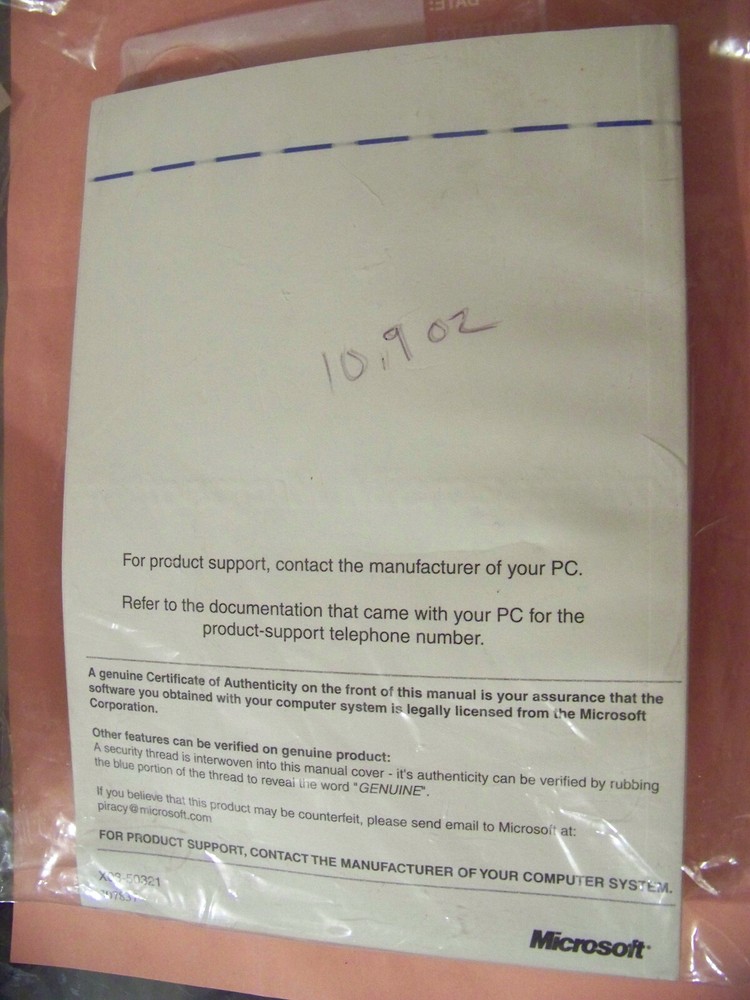 DATE:
10.9 oz
For product support, contact the manufacturer of your PC.
Refer to the documentation that came with your PC for the
product-support telephone number.
A genuine Certificate of Authenticity on the front of this manual is your assurance that the
software you obtained with your computer system is legally licensed from the Microsoft
Corporation.
Other features can be verified on genuine product:
A security thread is interwoven into this manual cover - it's authenticity can be verified by rubbing
the blue portion of the thread to reveal the word "GENUINE".
If you believe that this product may be counterfeit, please send email to Microsoft at:
piracy@microsoft.com
FOR PRODUCT SUPPORT, CONTACT THE MANUFACTURER OF YOUR COMPUTER SYSTEM.
X03-50321
Microsoft